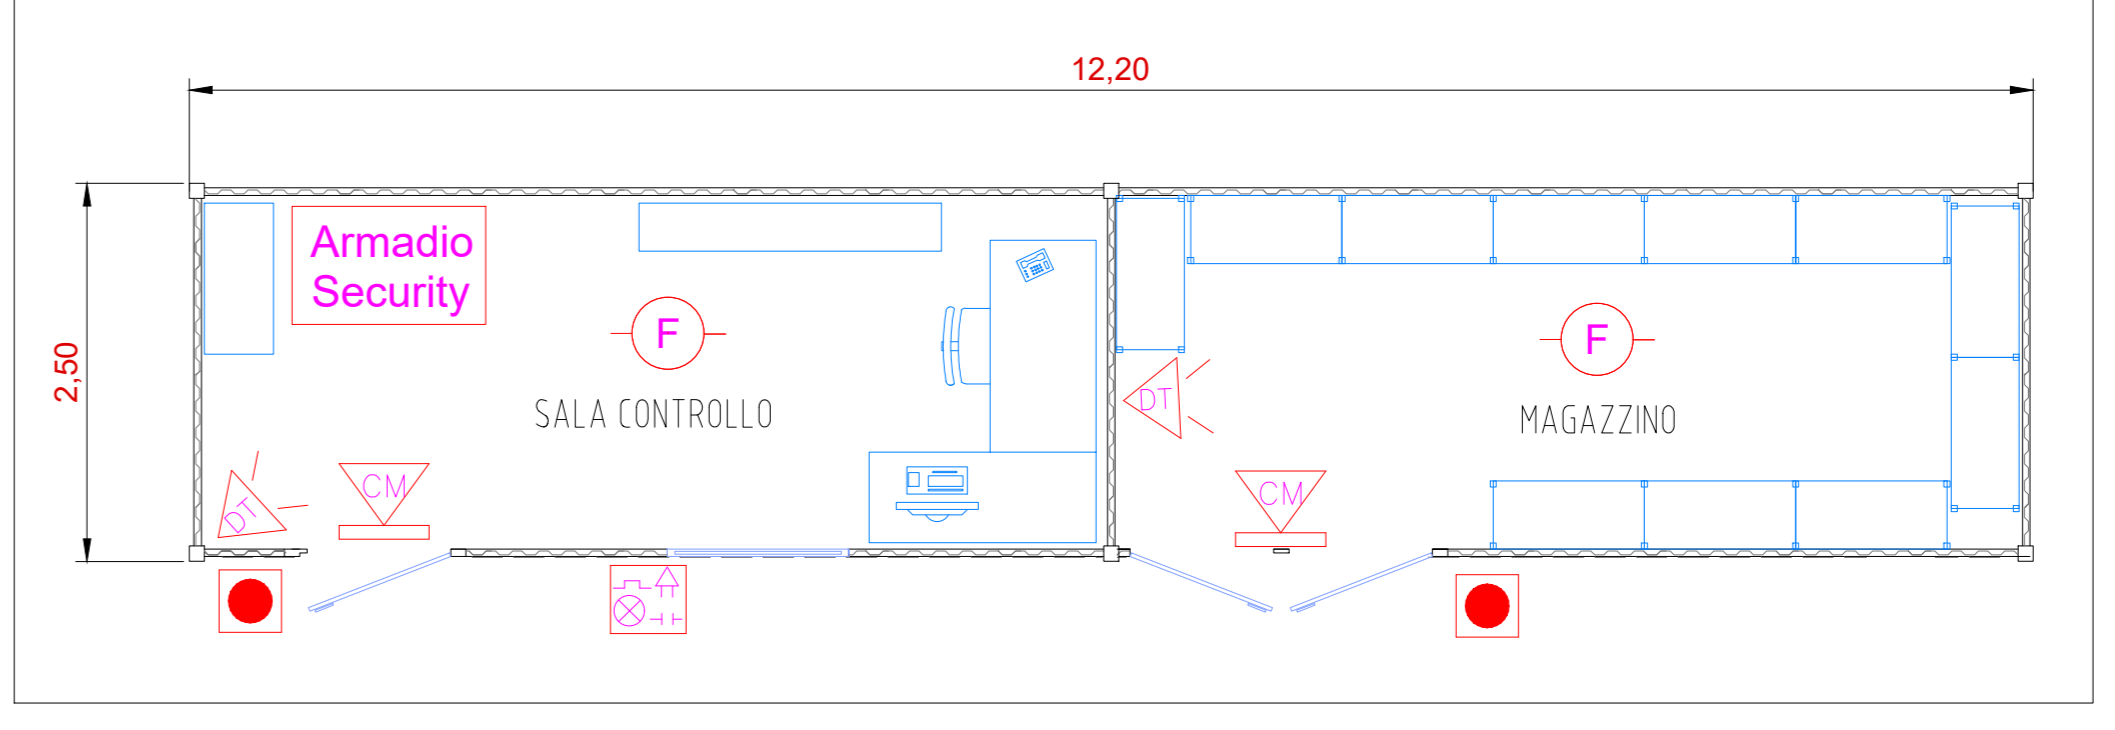 12,20
2,50
Armadio
Security
F
SALA CONTROLLO
DT
CM
F
MAGAZZINO
DT
CM